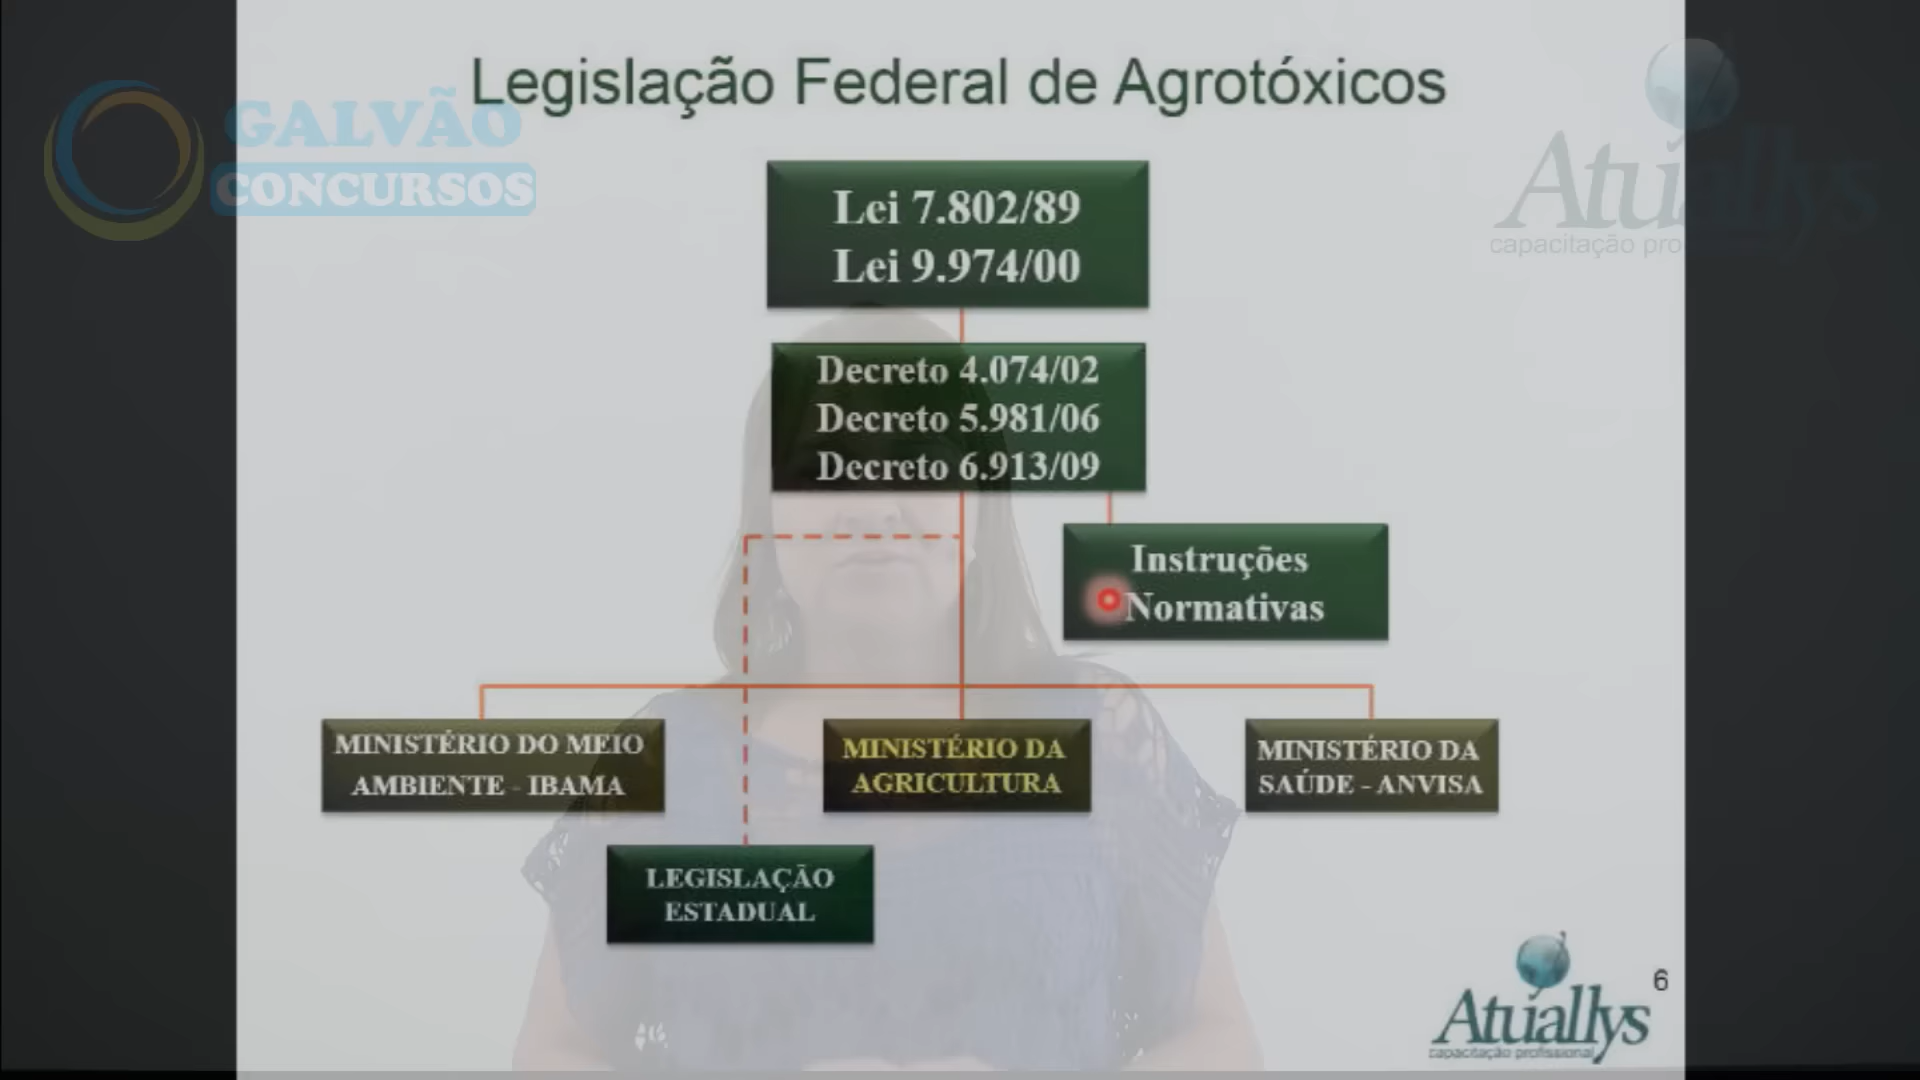 Legislação Federal de Agrotóxicos
GALVÃO
CONCURSOS
Atuallys
capacitação pro
Lei 7.802/89
Lei 9.974/00
Decreto 4.074/02
Decreto 5.981/06
Decreto 6.913/09
Instruções
Normativas
MINISTÉRIO DO MEIO
AMBIENTE - IBAMA
MINISTÉRIO DA
AGRICULTURA
MINISTÉRIO DA
SAÚDE - ANVISA
LEGISLAÇÃO
ESTADUAL
6
Atuallys
capacitação profissional